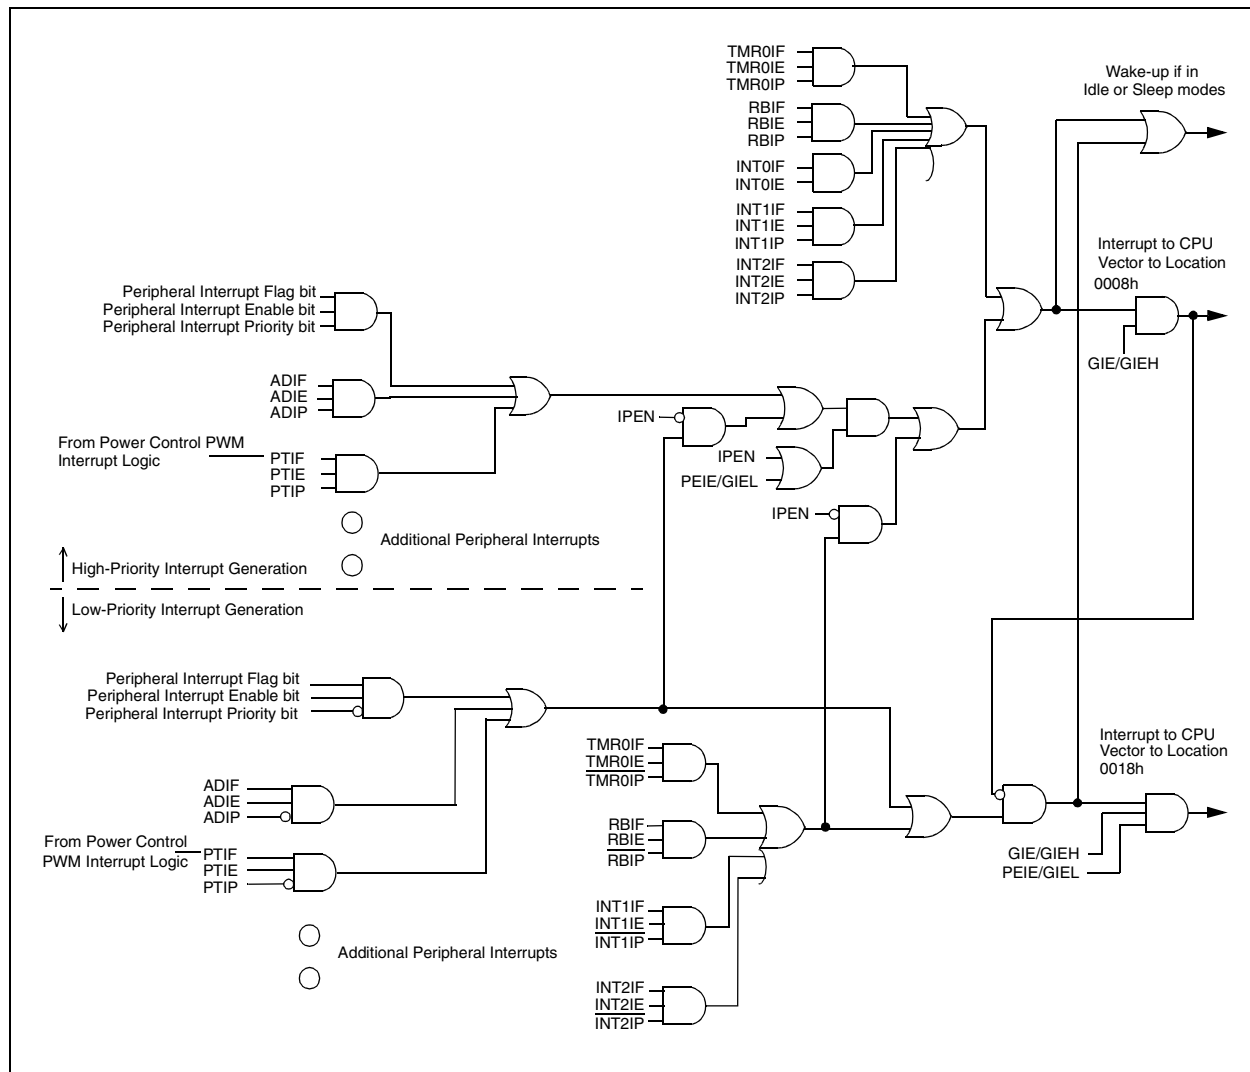 TMR0IF
TMR0IE
TMR0IP
RBIF
RBIE
RBIP
INT0IF
INT0IE
INT1IF
INT1IE
INT1IP
INT2IF
INT2IE
INT2IP
Wake-up if in
Idle or Sleep modes
Interrupt to CPU
Vector to Location
0008h
GIE/GIEH
Peripheral Interrupt Flag bit
Peripheral Interrupt Enable bit
Peripheral Interrupt Priority bit
ADIF
ADIE
ADIP
From Power Control PWM
Interrupt Logic
PTIF
PTIE
PTIP
IPEN
IPEN
PEIE/GIEL
IPEN
Additional Peripheral Interrupts
High-Priority Interrupt Generation
Low-Priority Interrupt Generation
Peripheral Interrupt Flag bit
Peripheral Interrupt Enable bit
Peripheral Interrupt Priority bit
ADIF
ADIE
ADIP
From Power Control
PWM Interrupt Logic
PTIF
PTIE
PTIP
Additional Peripheral Interrupts
TMR0IF
TMR0IE
TMR0IP
RBIF
RBIE
RBIP
INT1IF
INT1IE
INT1IP
INT2IF
INT2IE
INT2IP
Interrupt to CPU
Vector to Location
0018h
GIE/GIEH
PEIE/GIEL